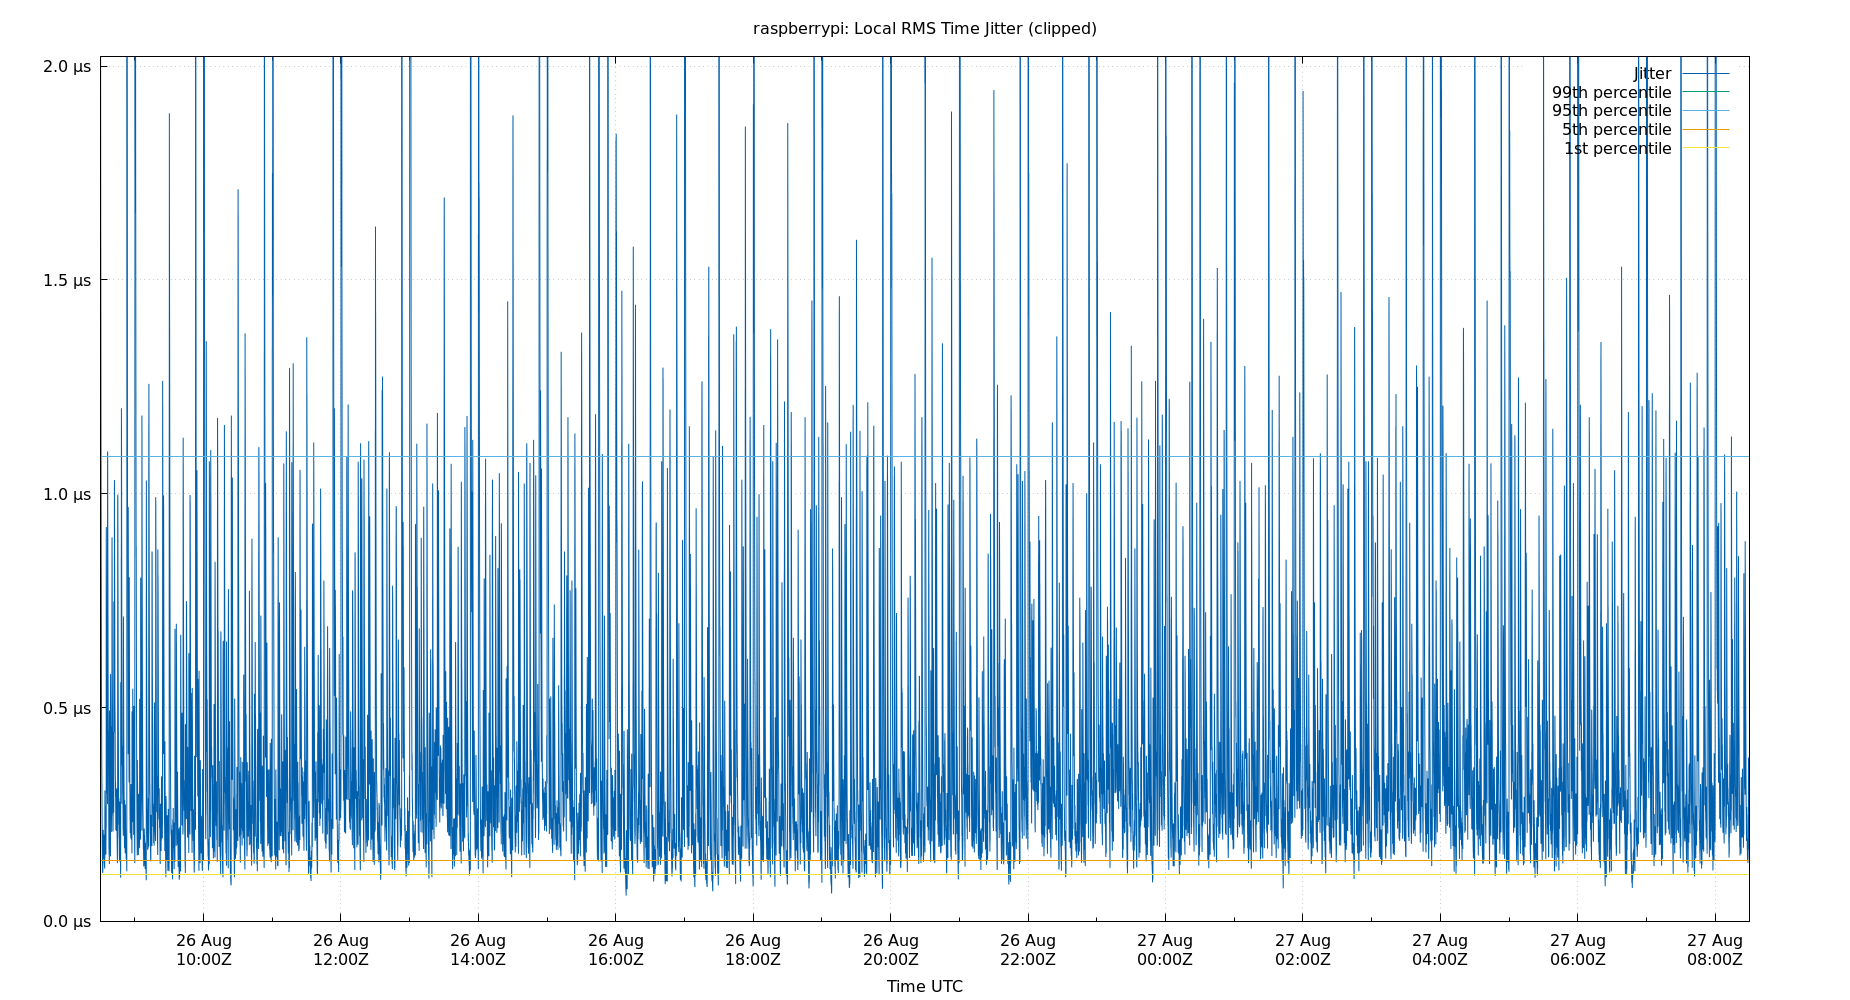 raspberrypi: Local RMS Time Jitter (clipped)
2.0 µs
1.5 µs
1.0 µs
0.5 µs
0.0 µs
Jitter
99th percentile
95th percentile
5th percentile
1st percentile
26 Aug 26 Aug 26 Aug 26 Aug 26 Aug 26 Aug 26 Aug 27 Aug 27 Aug 27 Aug 27 Aug 27 Aug
10:00Z 12:00Z 14:00Z 16:00Z 18:00Z 20:00Z 22:00Z 00:00Z 02:00Z 04:00Z 06:00Z 08:00Z
Time UTC